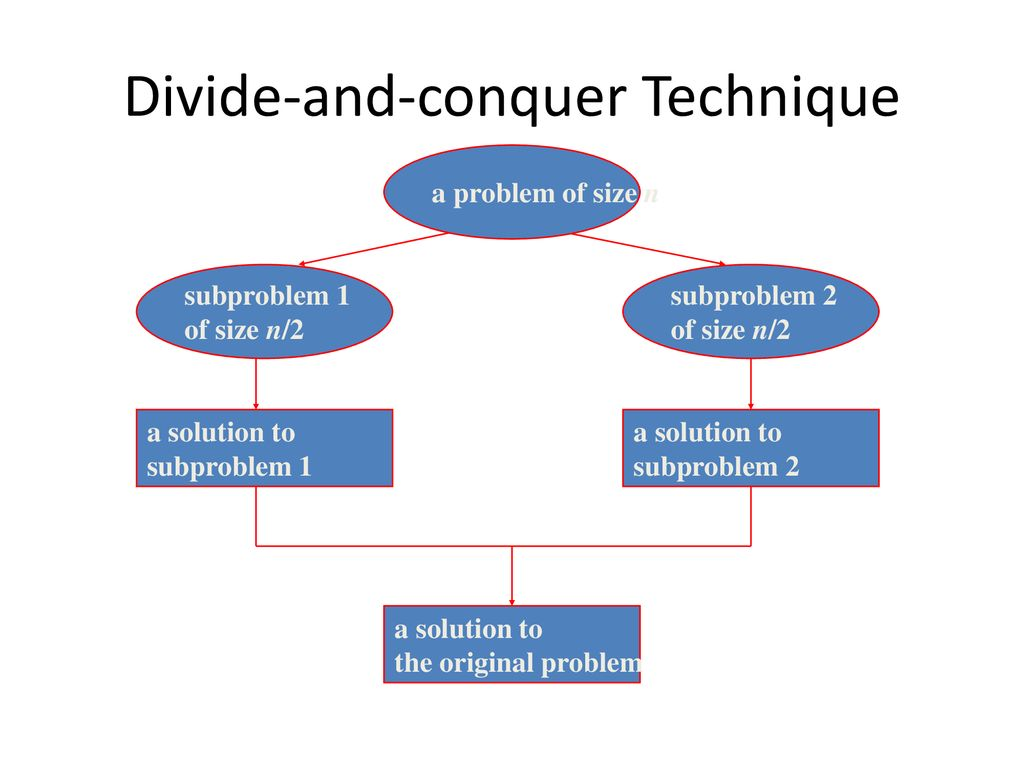 Divide-and-conquer Technique
a problem of size n
subproblem 1
of size n/2
subproblem 2
of size n/2
a solution to
subproblem 1
a solution to
subproblem 2
a solution to
the original problem